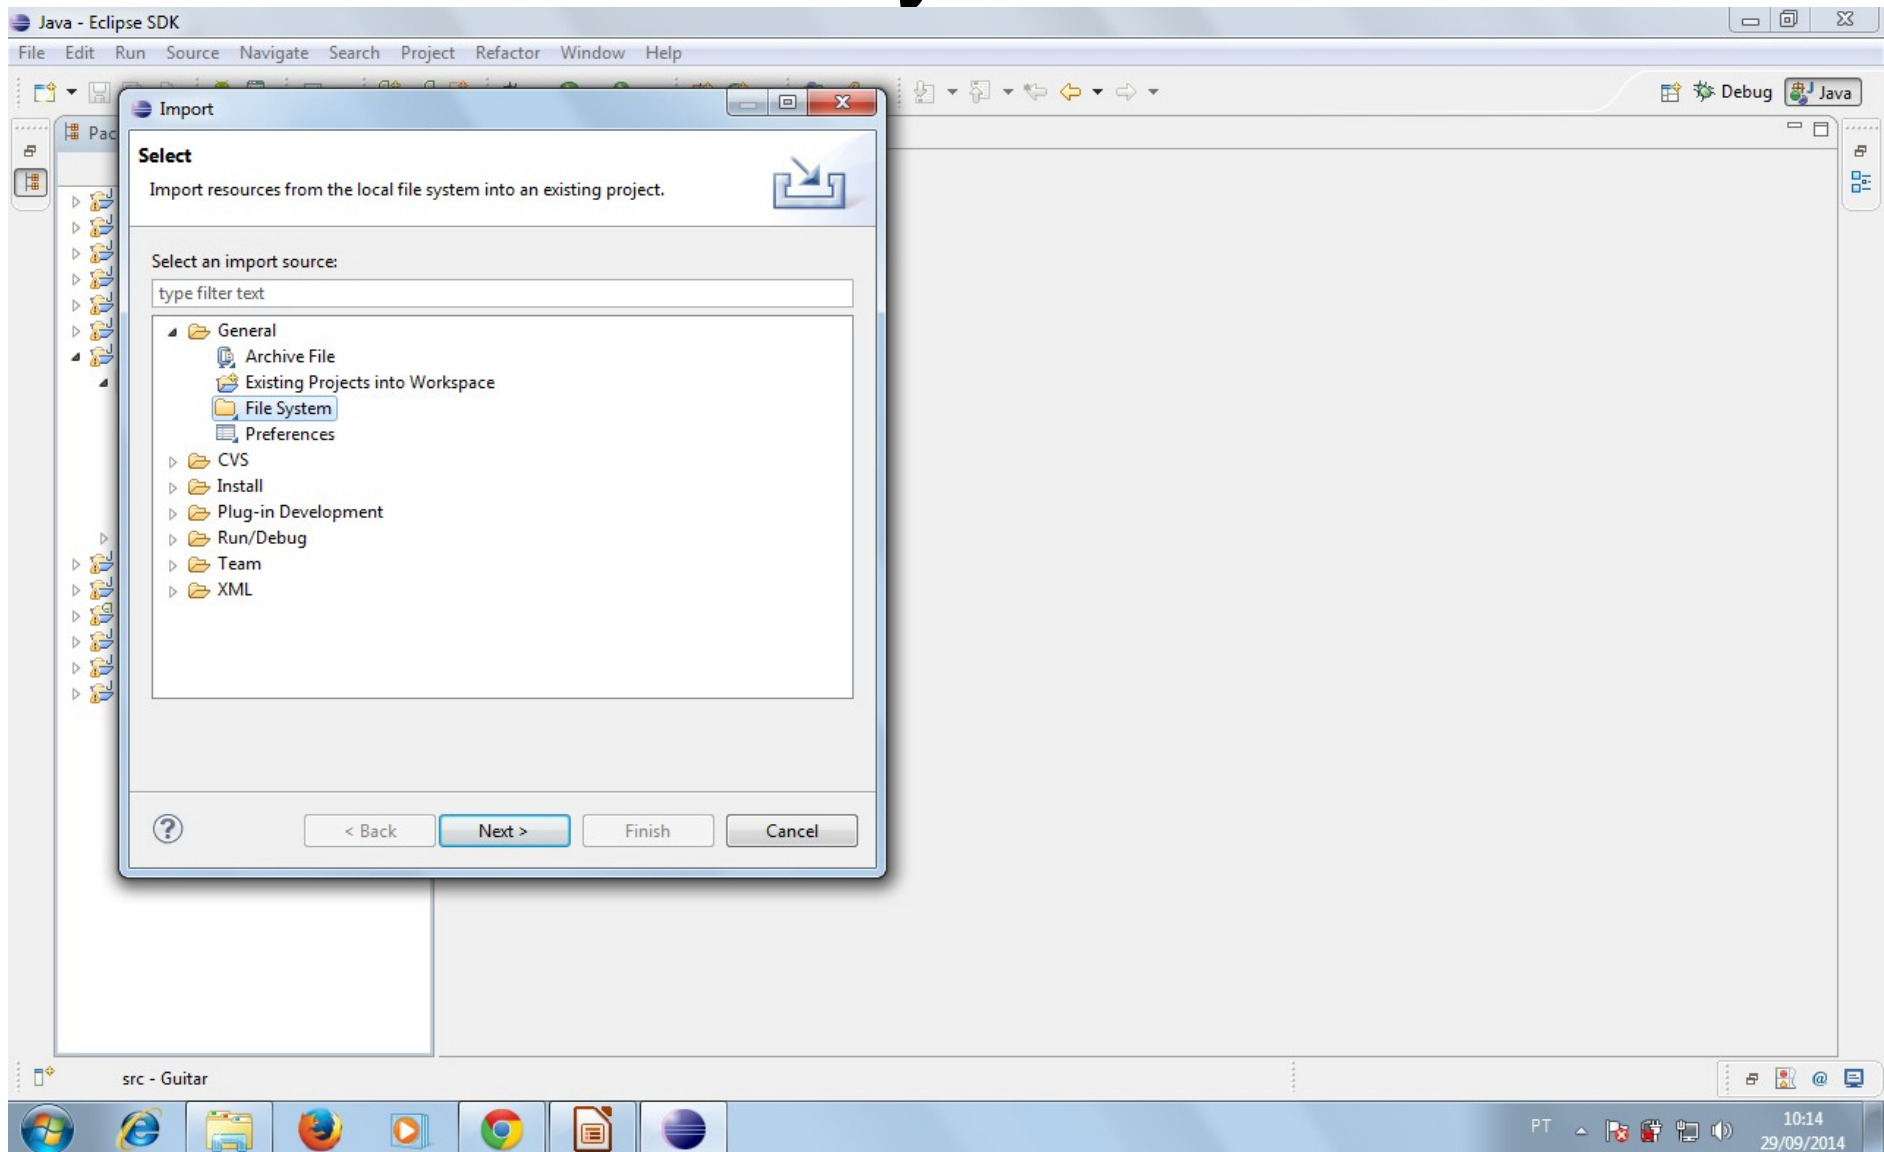 Java - Eclipse SDK
File Edit Run Source Navigate Search Project Refactor Window Help
Debug Java
Import
Pac
Select
Import resources from the local file system into an existing project.
Select an import source:
type filter text
General
Archive File
Existing Projects into Workspace
File System
Preferences
CVS
Install
Plug-in Development
Run/Debug
Team
XML
< Back Next > Finish Cancel
src - Guitar
PT
10:14
29/09/2014